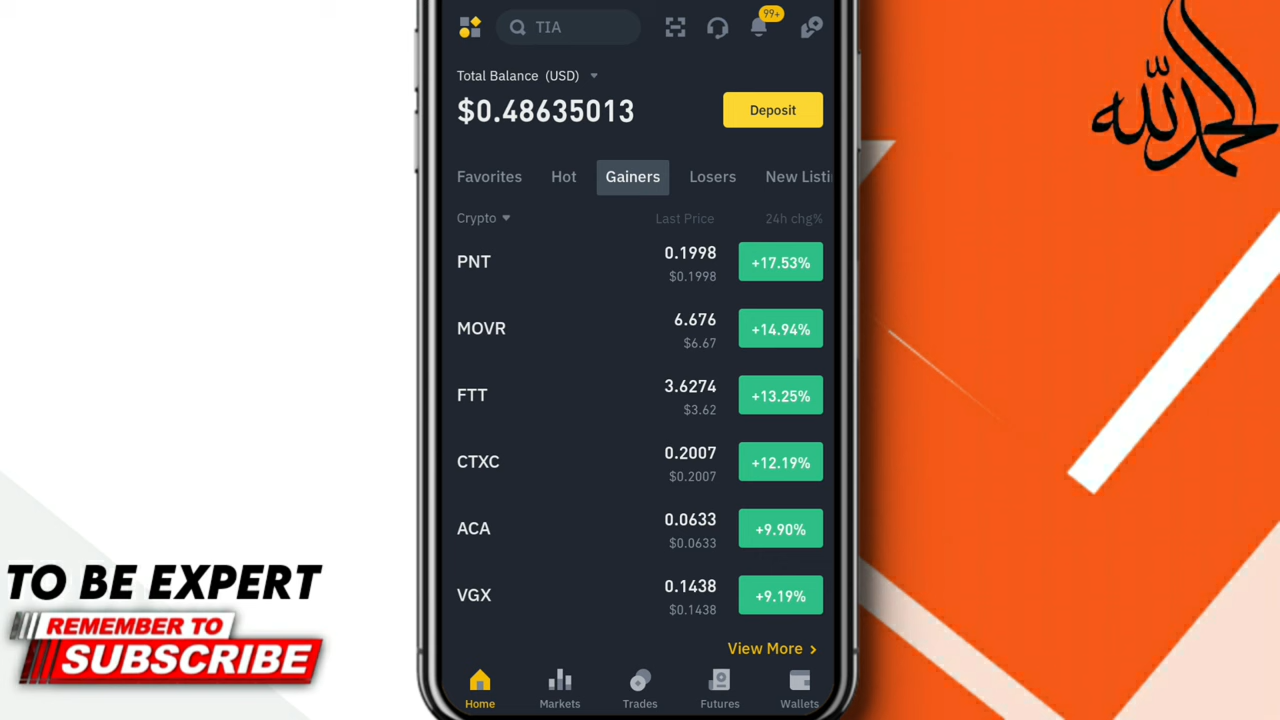 TIA
99+
Total Balance (USD)
$0.48635013
Deposit
Favorites Hot Gainers Losers New Listi
Crypto Last Price 24h chg%
PNT 0.1998 +17.53%
$0.1998
MOVR 6.676 +14.94%
$6.67
FTT 3.6274 +13.25%
$3.62
CTXC 0.2007 +12.19%
$0.2007
ACA 0.0633 +9.90%
$0.0633
VGX 0.1438 +9.19%
$0.1438
View More >
Home Markets Trades Futures Wallets
TO BE EXPERT
REMEMBER TO
SUBSCRIBE
الحمد لله